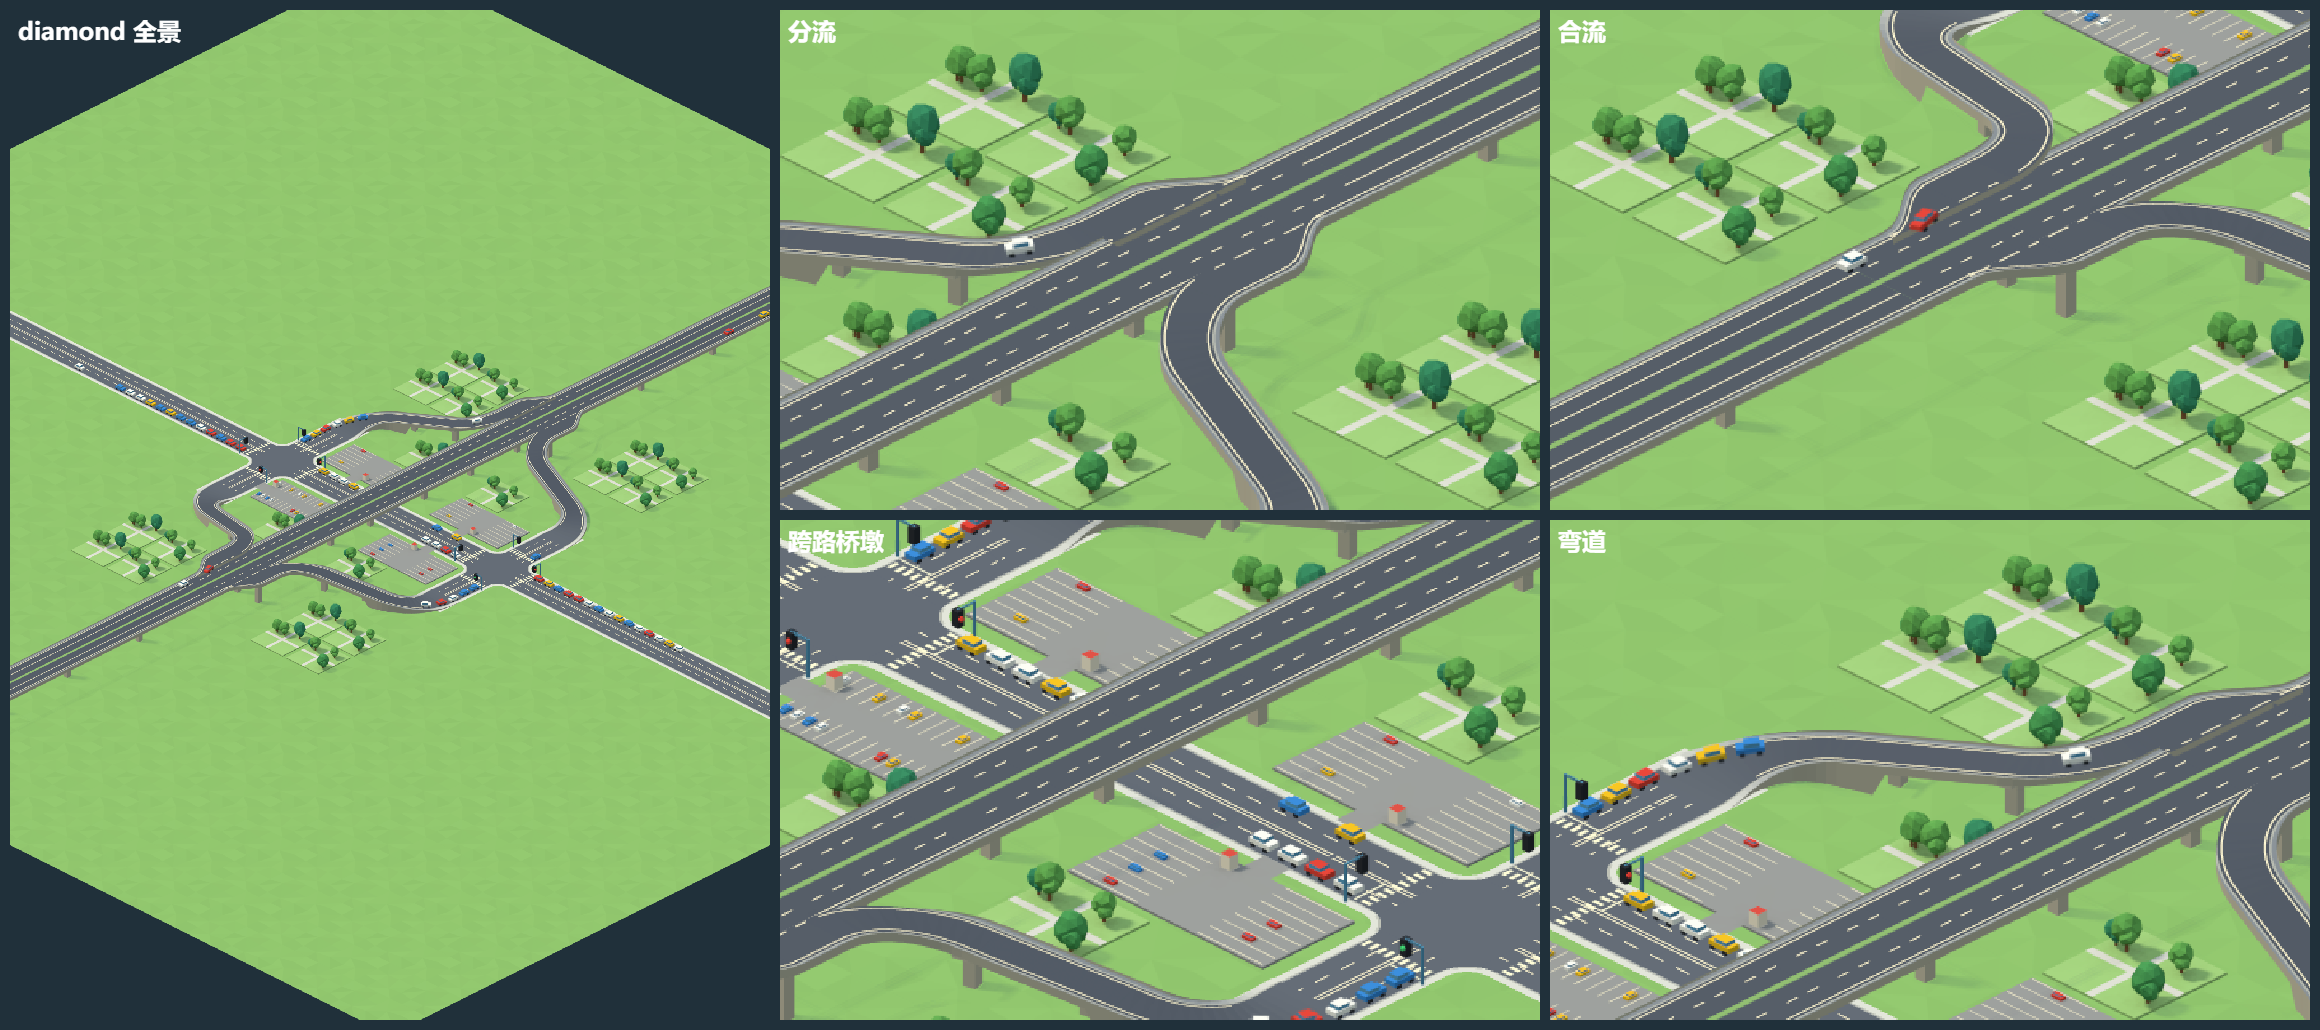 diamond 全景
分流
合流
跨路桥墩
弯道